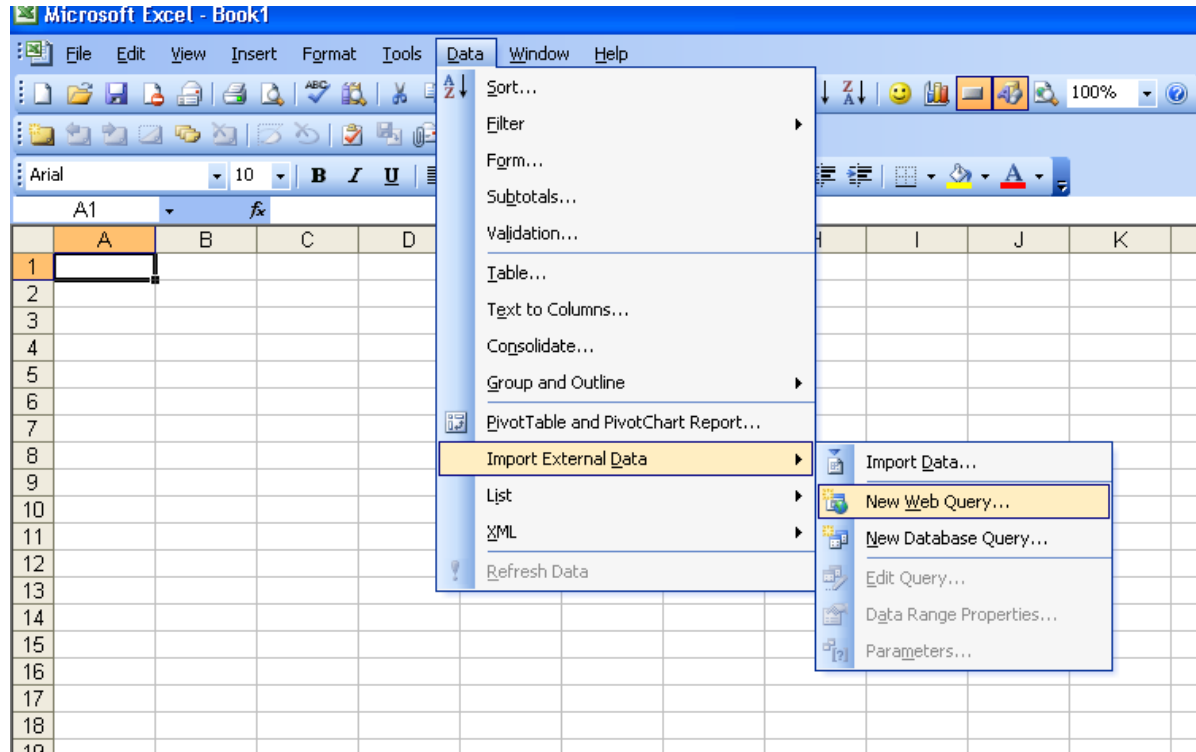 Microsoft Excel - Book1
File Edit View Insert Format Tools Data Window Help
A Z Z A 100%
Arial 10 B I U A
A1 fx
A B C D H I J K
Sort...
Filter
Form...
Subtotals...
Validation...
Table...
Text to Columns...
Consolidate...
Group and Outline
PivotTable and PivotChart Report...
Import External Data
List
XML
Refresh Data
Import Data...
New Web Query...
New Database Query...
Edit Query...
Data Range Properties...
Parameters...
1
2
3
4
5
6
7
8
9
10
11
12
13
14
15
16
17
18
19